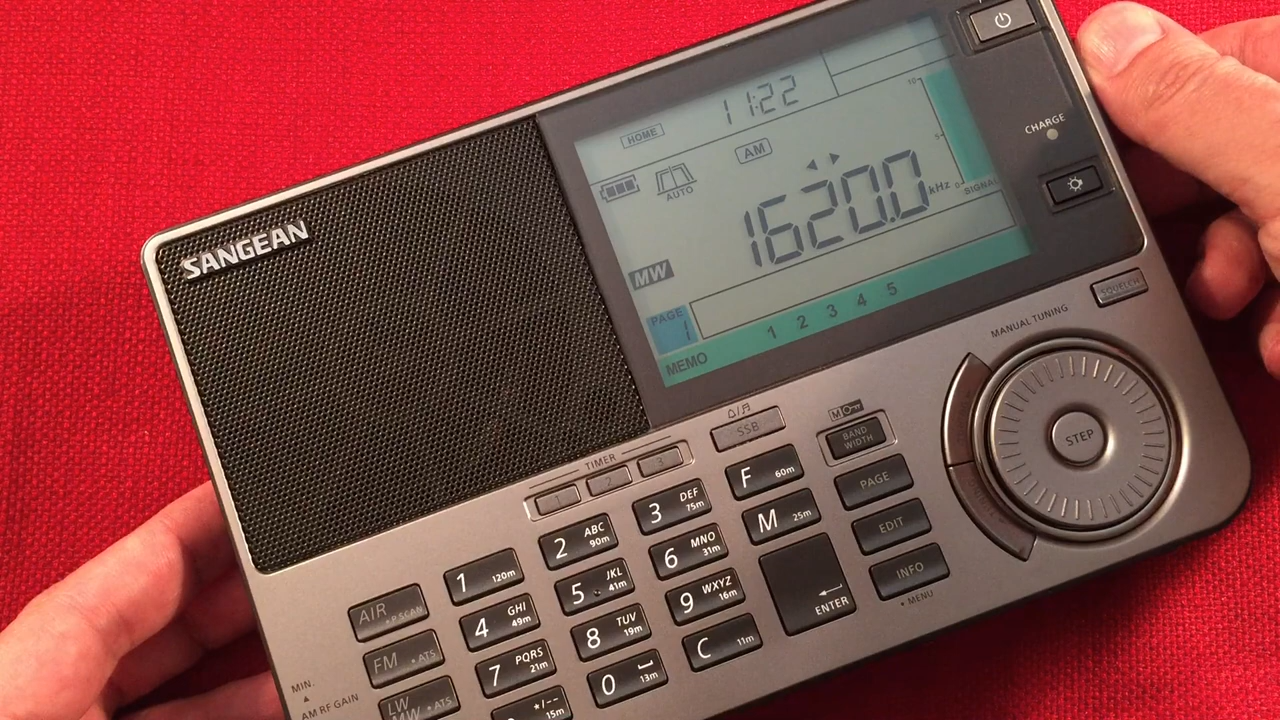 SANGEAN
HOME
11:22
AUTO
AM
1620.0 kHz
10
5
0
SIGNAL
MW
PAGE
1
1 2 3 4 5
MEMO
CHARGE
SQUELCH
MANUAL TUNING
STEP
TIMER
1 2 3
SSB
M
BAND
WIDTH
PAGE
EDIT
INFO
• MENU
F 60m
M 25m
ENTER
1 120m
2 ABC 90m
3 DEF 75m
4 GHI 49m
5 JKL 41m
6 MNO 31m
7 PQRS 21m
8 TUV 19m
9 WXYZ 16m
*/-- 15m
0 13m
C 11m
AIR • P.SCAN
FM • ATS
LW
MW • ATS
MIN.
AM RF GAIN